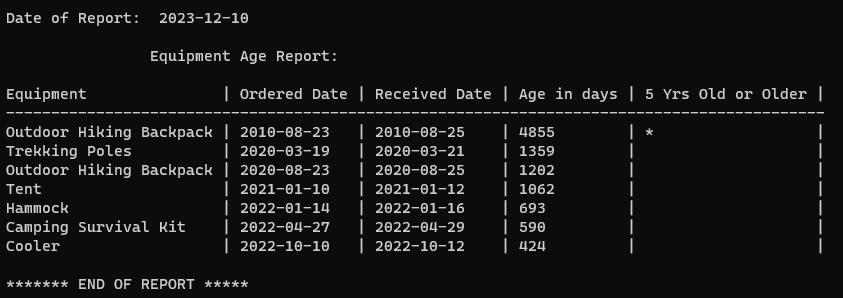 Date of Report:  2023-12-10
Equipment Age Report:
Equipment               | Ordered Date | Received Date | Age in days | 5 Yrs Old or Older |
-------------------------------------------------------------------------------------------
Outdoor Hiking Backpack | 2010-08-23   | 2010-08-25    | 4855        | *                  |
Trekking Poles          | 2020-03-19   | 2020-03-21    | 1359        |                    |
Outdoor Hiking Backpack | 2020-08-23   | 2020-08-25    | 1202        |                    |
Tent                    | 2021-01-10   | 2021-01-12    | 1062        |                    |
Hammock                 | 2022-01-14   | 2022-01-16    | 693         |                    |
Camping Survival Kit    | 2022-04-27   | 2022-04-29    | 590         |                    |
Cooler                  | 2022-10-10   | 2022-10-12    | 424         |                    |
******* END OF REPORT *****